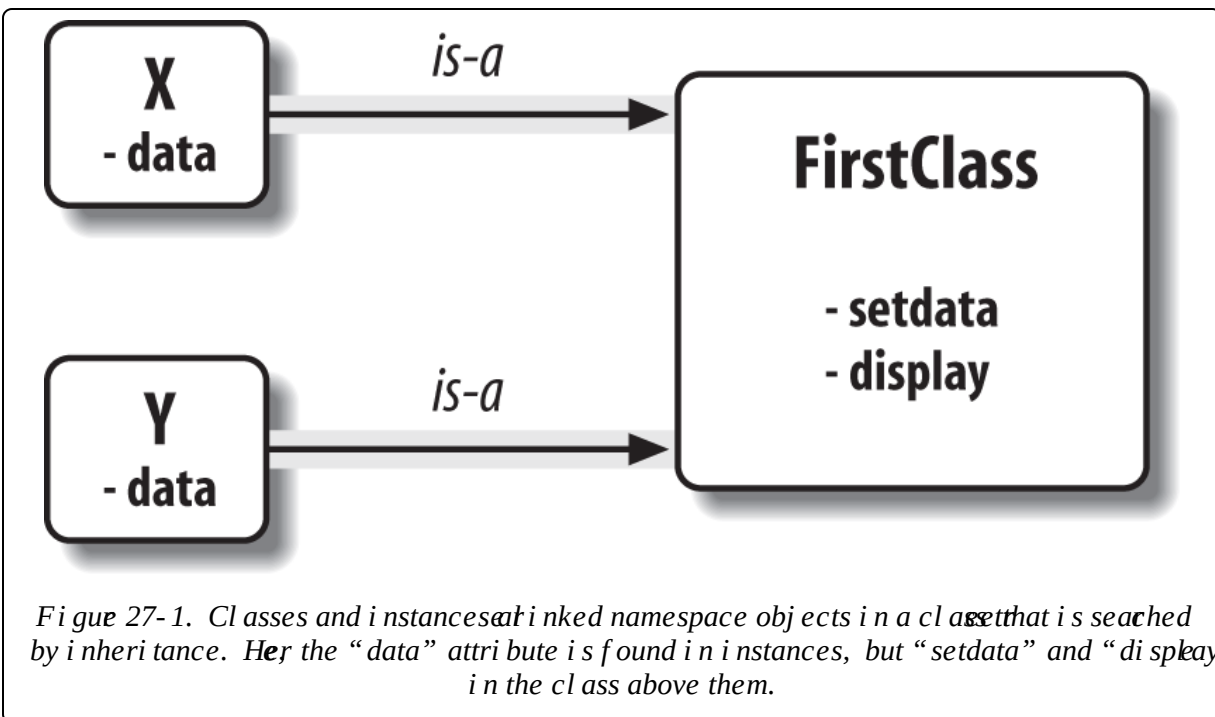 X
- data
is-a
FirstClass
- setdata
- display
Y
- data
is-a
Figure 27-1. Classes and instances are linked namespace objects in a class tree that is searched
by inheritance. Here, the “data” attribute is found in instances, but “setdata” and “display”
in the class above them.